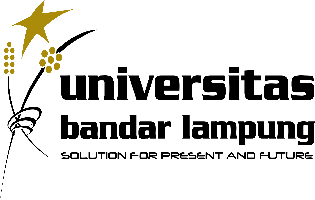 universitas
bandar lampung
SOLUTION FOR PRESENT AND FUTURE